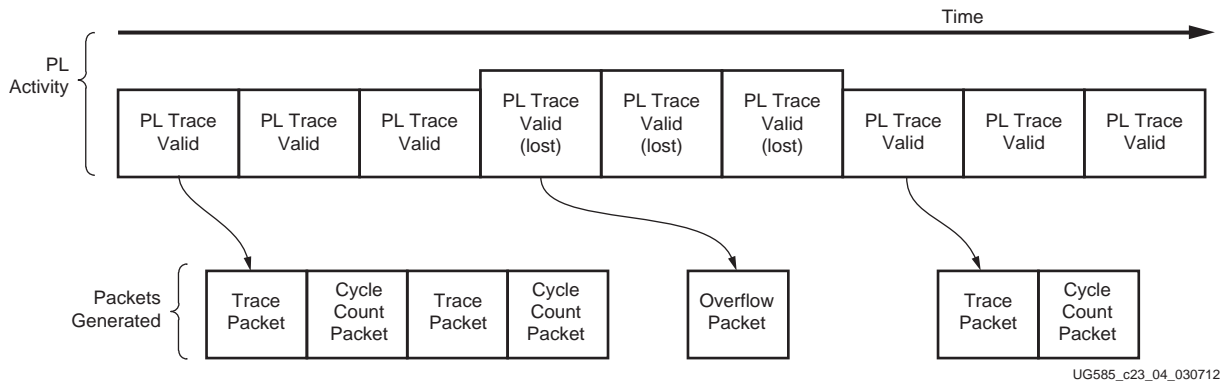 Time
PL
Activity
PL Trace
Valid
PL Trace
Valid
PL Trace
Valid
PL Trace
Valid
(lost)
PL Trace
Valid
(lost)
PL Trace
Valid
(lost)
PL Trace
Valid
PL Trace
Valid
PL Trace
Valid
Packets
Generated
Trace
Packet
Cycle
Count
Packet
Trace
Packet
Cycle
Count
Packet
Overflow
Packet
Trace
Packet
Cycle
Count
Packet
UG585_c23_04_030712